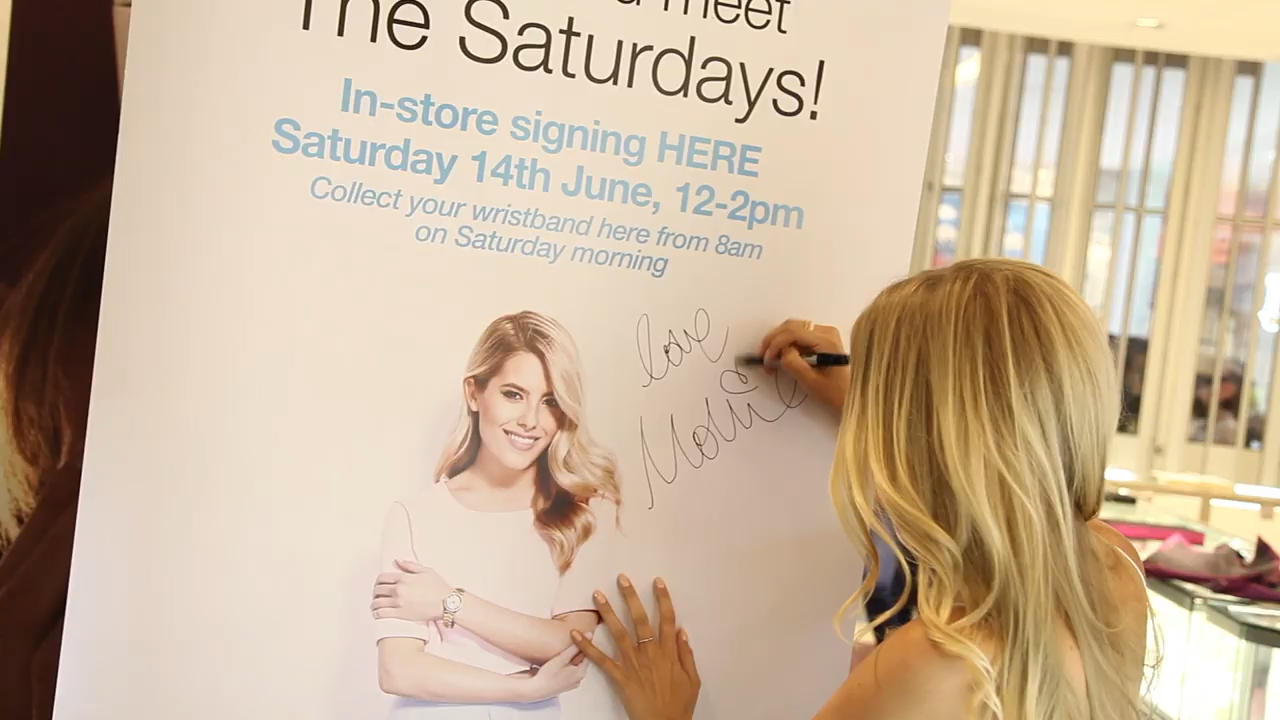 meet
The Saturdays!
In-store signing HERE
Saturday 14th June, 12-2pm
Collect your wristband here from 8am
on Saturday morning
love
Mollie